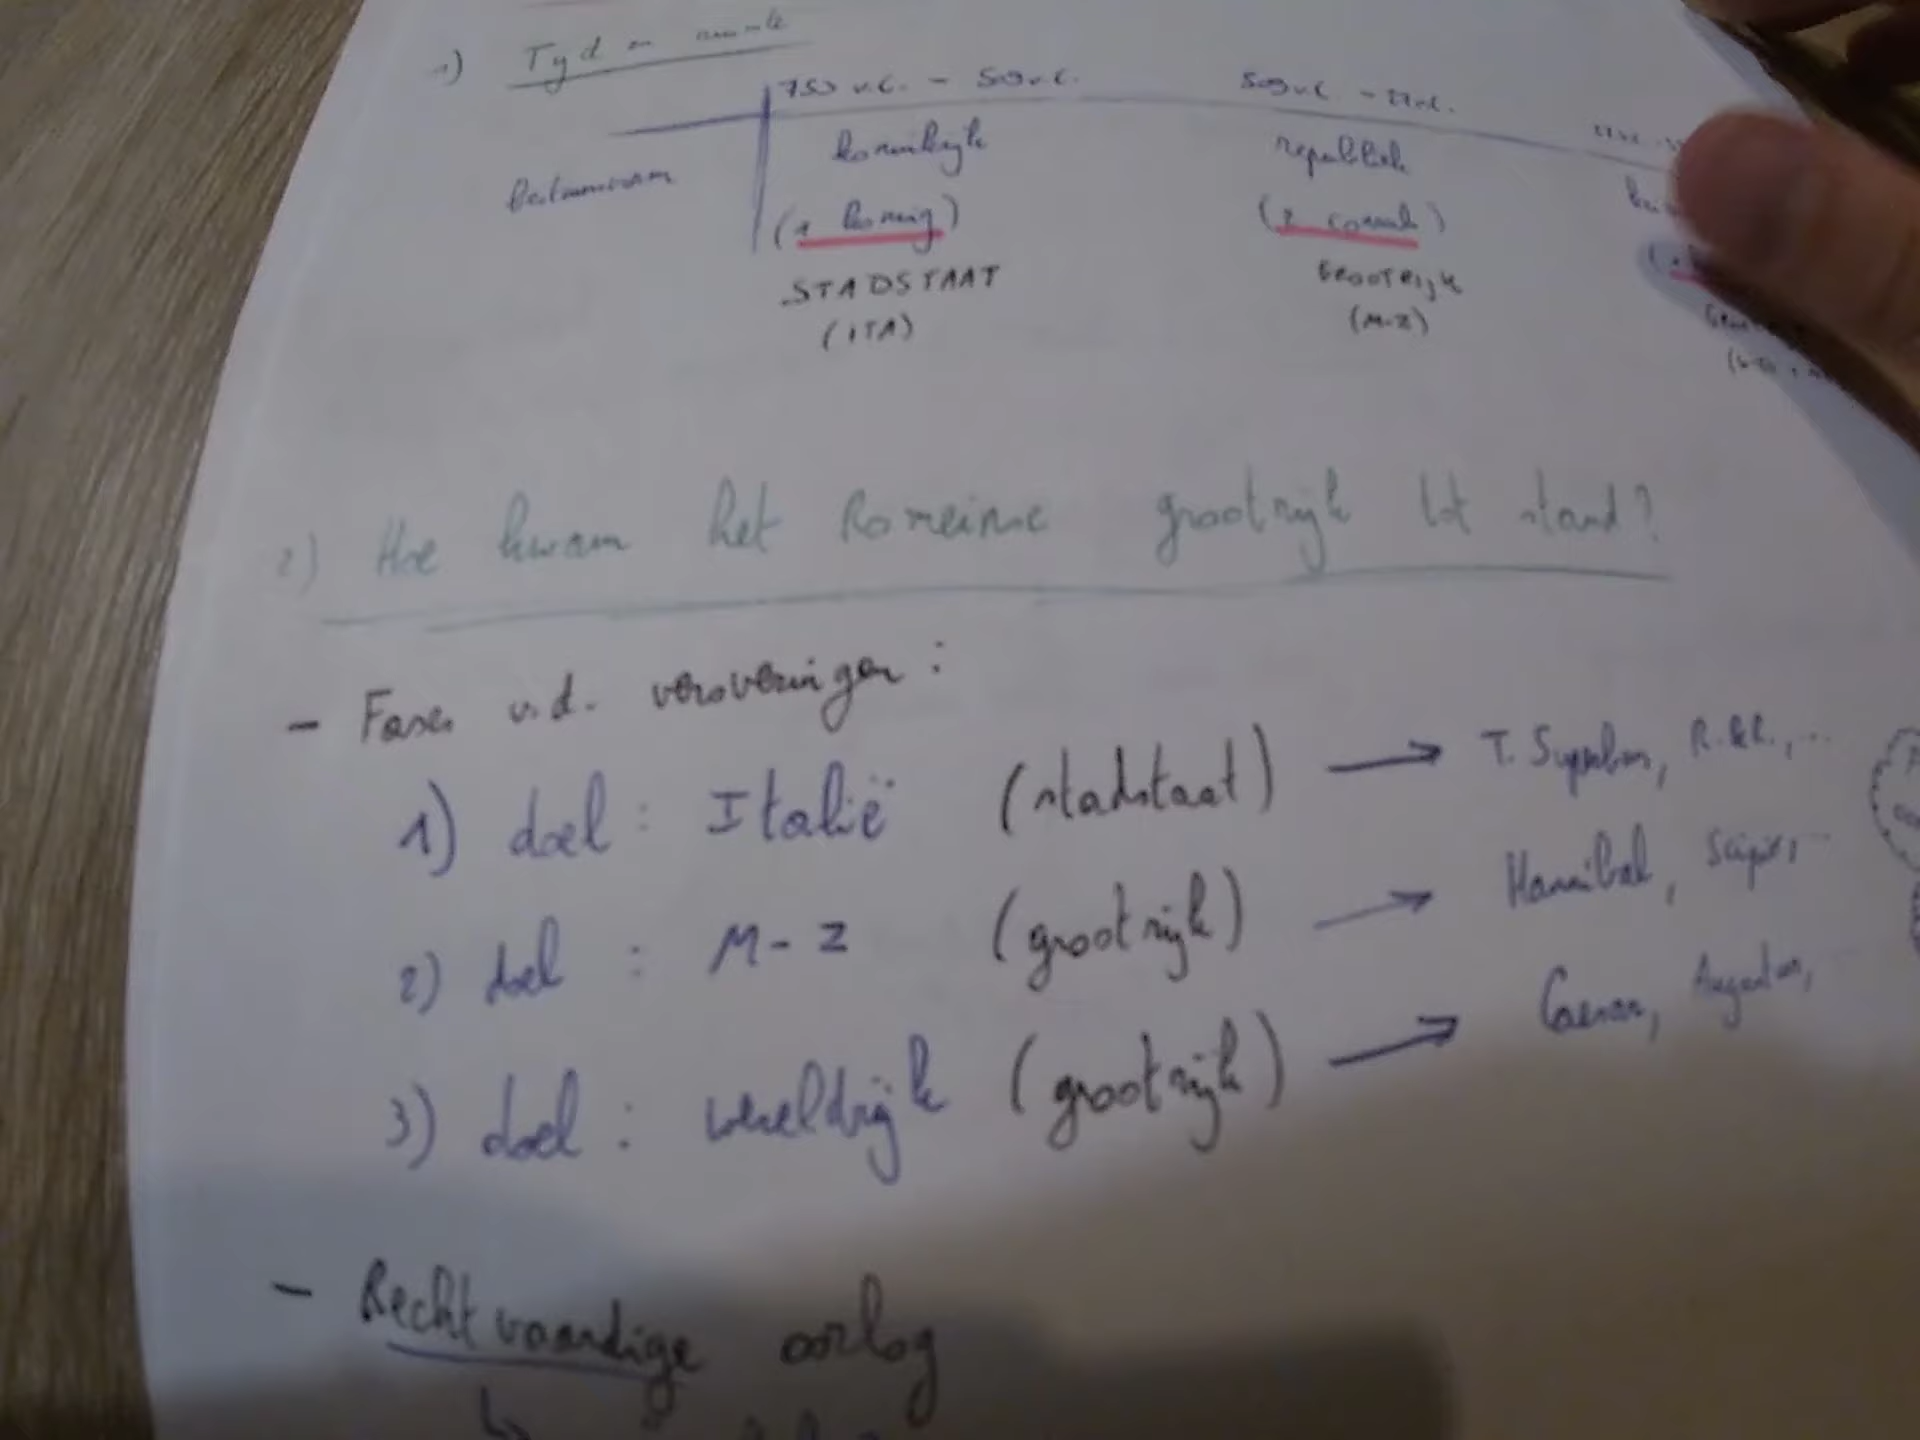 1) Tyd en ruimte
753 v.C. - 509 v.C. 509 v.C. - 27 v.C.
bestuursvorm koninkrijk republiek
(1 koning) (2 consuls)
STADSTAAT GROOTRIJK
(ITA) (M-Z)
2) Hoe kwam het Romeinse grootrijk tot stand?
- Fases v.d. veroveringen :
1) doel : Italië (stadstaat) → T. Superbus, R.&R., ...
2) doel : M-Z (grootrijk) → Hannibal, Scipio, ...
3) doel : wereldrijk (grootrijk) → Caesar, Augustus,
- Rechtvaardige oorlog